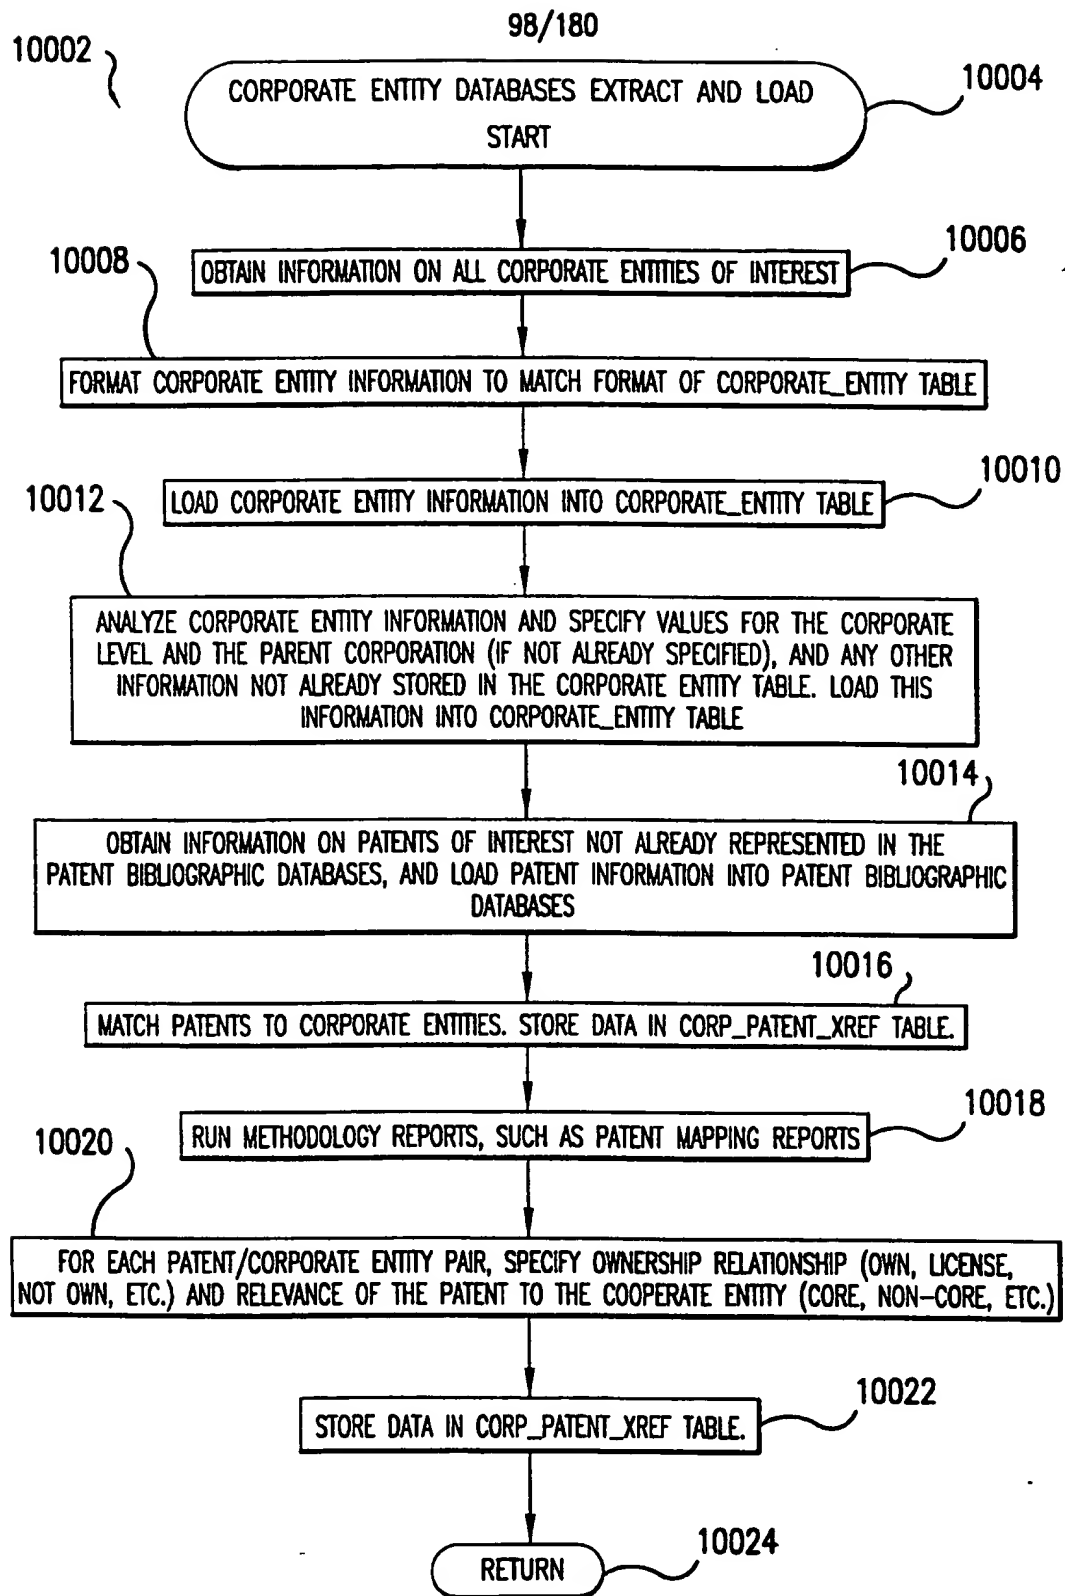 98/180
10002
CORPORATE ENTITY DATABASES EXTRACT AND LOAD
START
10004
10006
OBTAIN INFORMATION ON ALL CORPORATE ENTITIES OF INTEREST
10008
FORMAT CORPORATE ENTITY INFORMATION TO MATCH FORMAT OF CORPORATE_ENTITY TABLE
10010
LOAD CORPORATE ENTITY INFORMATION INTO CORPORATE_ENTITY TABLE
10012
ANALYZE CORPORATE ENTITY INFORMATION AND SPECIFY VALUES FOR THE CORPORATE
LEVEL AND THE PARENT CORPORATION (IF NOT ALREADY SPECIFIED), AND ANY OTHER
INFORMATION NOT ALREADY STORED IN THE CORPORATE ENTITY TABLE. LOAD THIS
INFORMATION INTO CORPORATE_ENTITY TABLE
10014
OBTAIN INFORMATION ON PATENTS OF INTEREST NOT ALREADY REPRESENTED IN THE
PATENT BIBLIOGRAPHIC DATABASES, AND LOAD PATENT INFORMATION INTO PATENT BIBLIOGRAPHIC
DATABASES
10016
MATCH PATENTS TO CORPORATE ENTITIES. STORE DATA IN CORP_PATENT_XREF TABLE.
10018
RUN METHODOLOGY REPORTS, SUCH AS PATENT MAPPING REPORTS
10020
FOR EACH PATENT/CORPORATE ENTITY PAIR, SPECIFY OWNERSHIP RELATIONSHIP (OWN, LICENSE,
NOT OWN, ETC.) AND RELEVANCE OF THE PATENT TO THE COOPERATE ENTITY (CORE, NON-CORE, ETC.)
10022
STORE DATA IN CORP_PATENT_XREF TABLE.
10024
RETURN